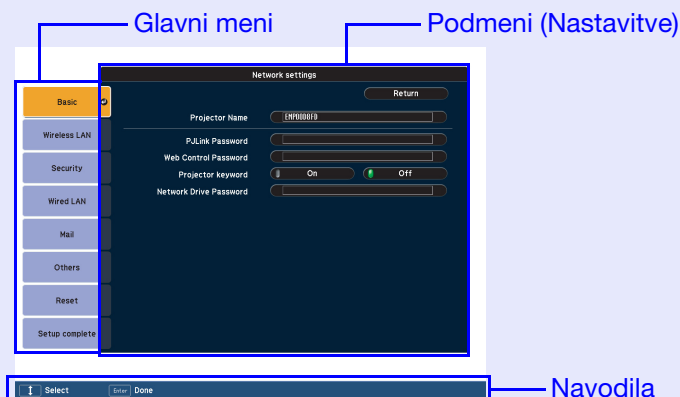 Glavni meni
Podmeni (Nastavitve)
Network settings
Return
Basic
Wireless LAN
Security
Wired LAN
Mail
Others
Reset
Setup complete
Projector Name EMP0D0BFD
PJLink Password
Web Control Password
Projector keyword On Off
Network Drive Password
Select Enter Done
Navodila